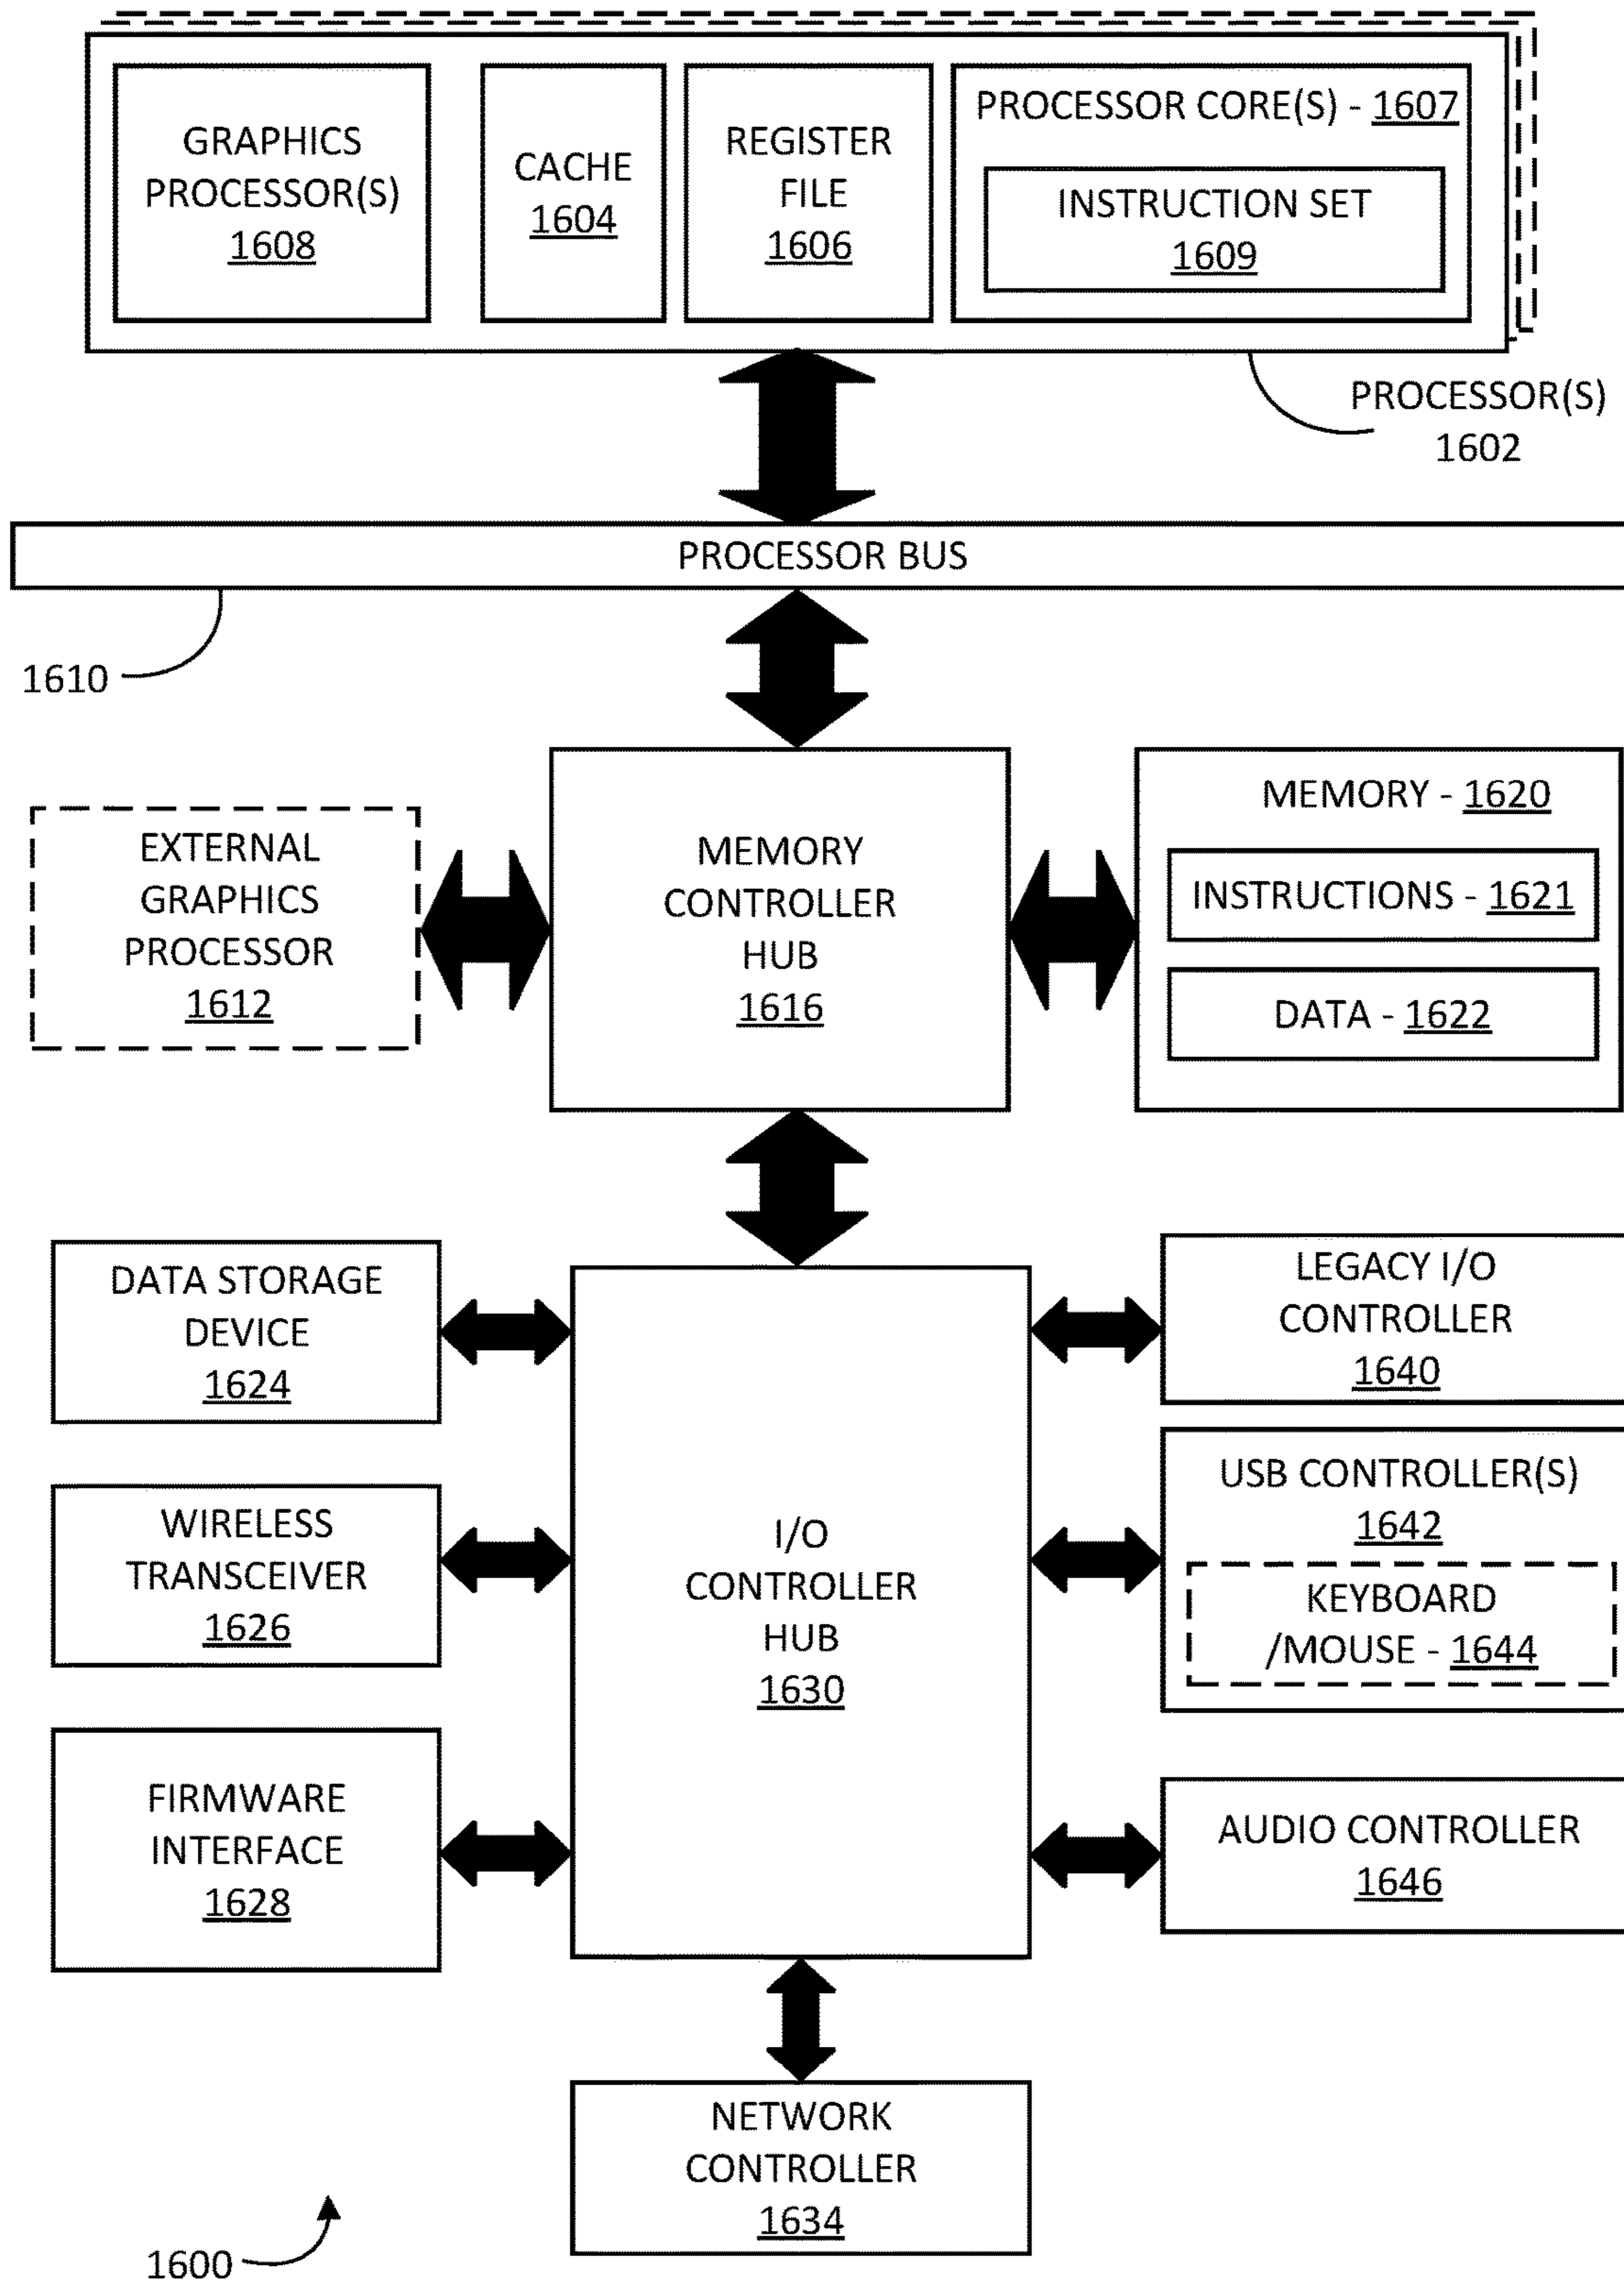 GRAPHICS
PROCESSOR(S)
1608
CACHE
1604
REGISTER
FILE
1606
PROCESSOR CORE(S) - 1607
INSTRUCTION SET
1609
PROCESSOR(S)
1602
PROCESSOR BUS
1610
EXTERNAL
GRAPHICS
PROCESSOR
1612
MEMORY
CONTROLLER
HUB
1616
MEMORY - 1620
INSTRUCTIONS - 1621
DATA - 1622
DATA STORAGE
DEVICE
1624
WIRELESS
TRANSCEIVER
1626
FIRMWARE
INTERFACE
1628
I/O
CONTROLLER
HUB
1630
LEGACY I/O
CONTROLLER
1640
USB CONTROLLER(S)
1642
KEYBOARD
/MOUSE - 1644
AUDIO CONTROLLER
1646
NETWORK
CONTROLLER
1634
1600